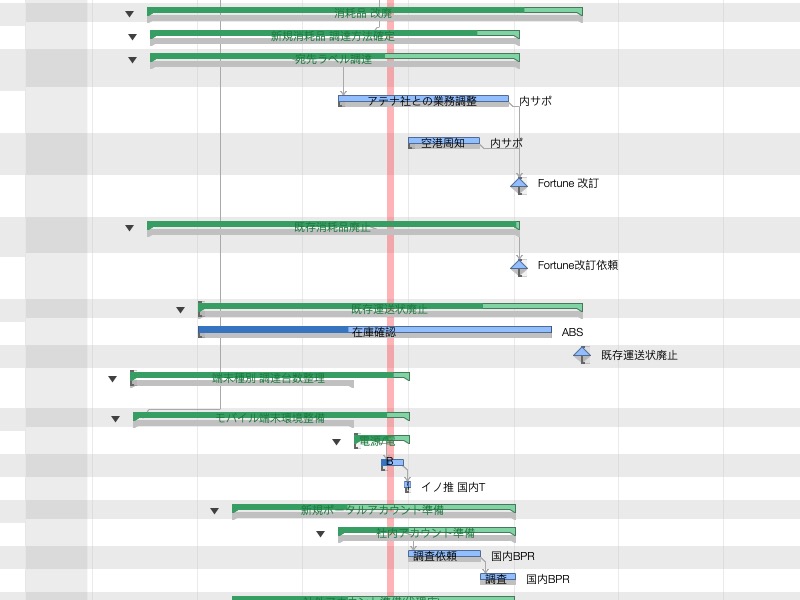 消耗品 改廃
新規消耗品 調達方法確定
宛先ラベル調達
アテナ社との業務調整 内サポ
空港周知 内サポ
Fortune 改訂
既存消耗品廃止
Fortune改訂依頼
既存運送状廃止
在庫確認 ABS
既存運送状廃止
端末種別 調達台数整理
モバイル端末環境整備
B
イノ推 国内T
新規ポータルアカウント準備
社内アカウント準備
調査依頼 国内BPR
調査 国内BPR